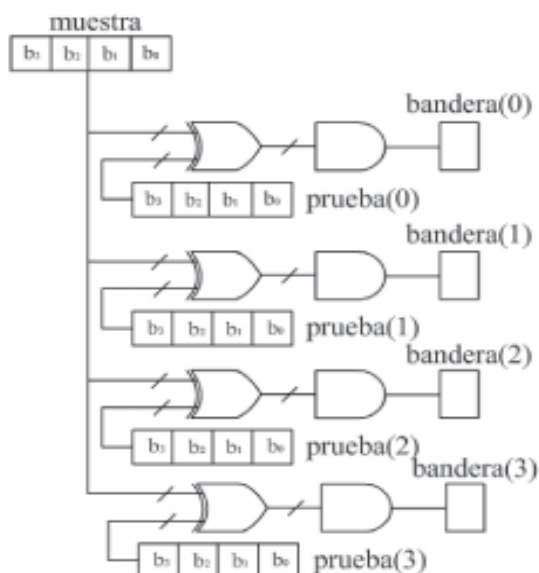 muestra
b₃ b₂ b₁ b₀
bandera(0)
b₃ b₂ b₁ b₀ prueba(0)
bandera(1)
b₃ b₂ b₁ b₀ prueba(1)
bandera(2)
b₃ b₂ b₁ b₀ prueba(2)
bandera(3)
b₃ b₂ b₁ b₀ prueba(3)